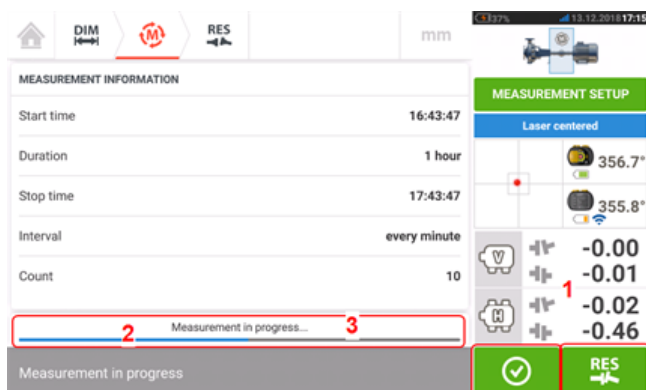 DIM
M
RES
mm
37%
13.12.2018 17:15
MEASUREMENT INFORMATION
Start time 16:43:47
Duration 1 hour
Stop time 17:43:47
Interval every minute
Count 10
2 Measurement in progress... 3
Measurement in progress
MEASUREMENT SETUP
Laser centered
356.7°
355.8°
V
-0.00
-0.01
1
H
-0.02
-0.46
RES